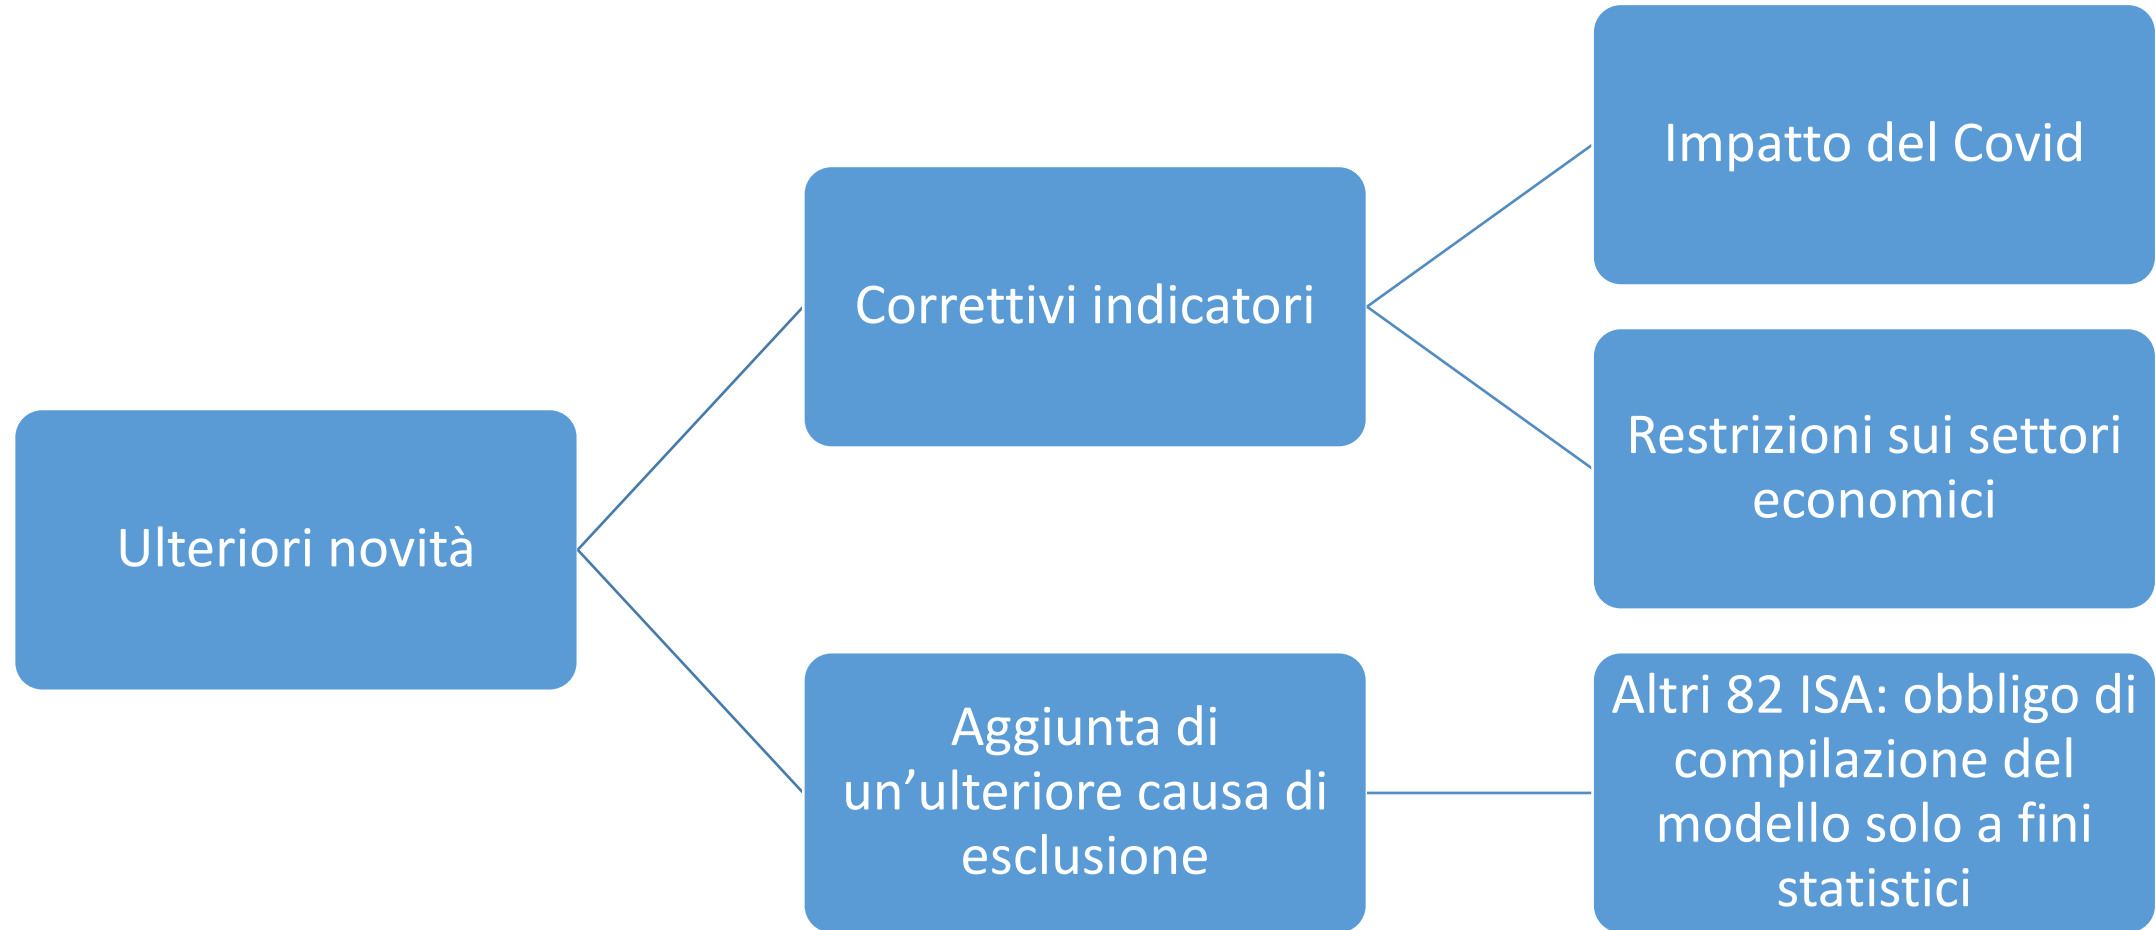 Ulteriori novità
Correttivi indicatori
Impatto del Covid
Restrizioni sui settori
economici
Aggiunta di
un’ulteriore causa di
esclusione
Altri 82 ISA: obbligo di
compilazione del
modello solo a fini
statistici